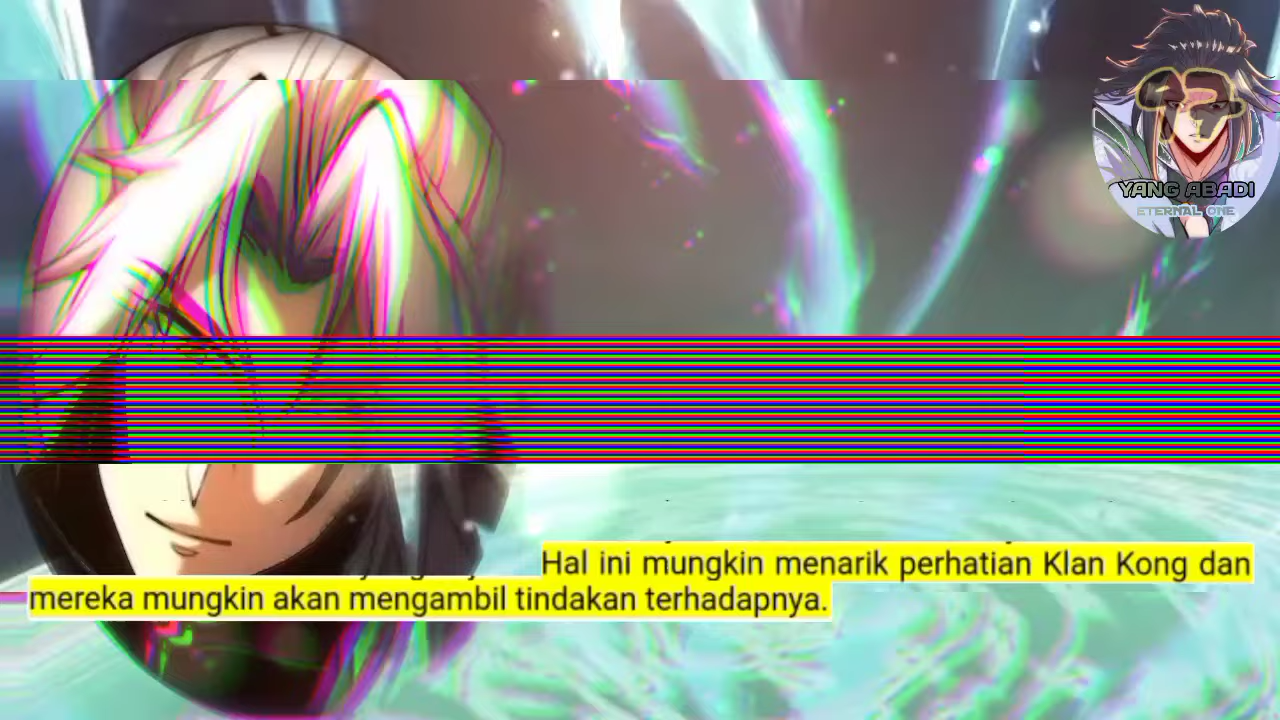 YANG ABADI
ETERNAL ONE
Hal ini mungkin menarik perhatian Klan Kong dan
mereka mungkin akan mengambil tindakan terhadapnya.